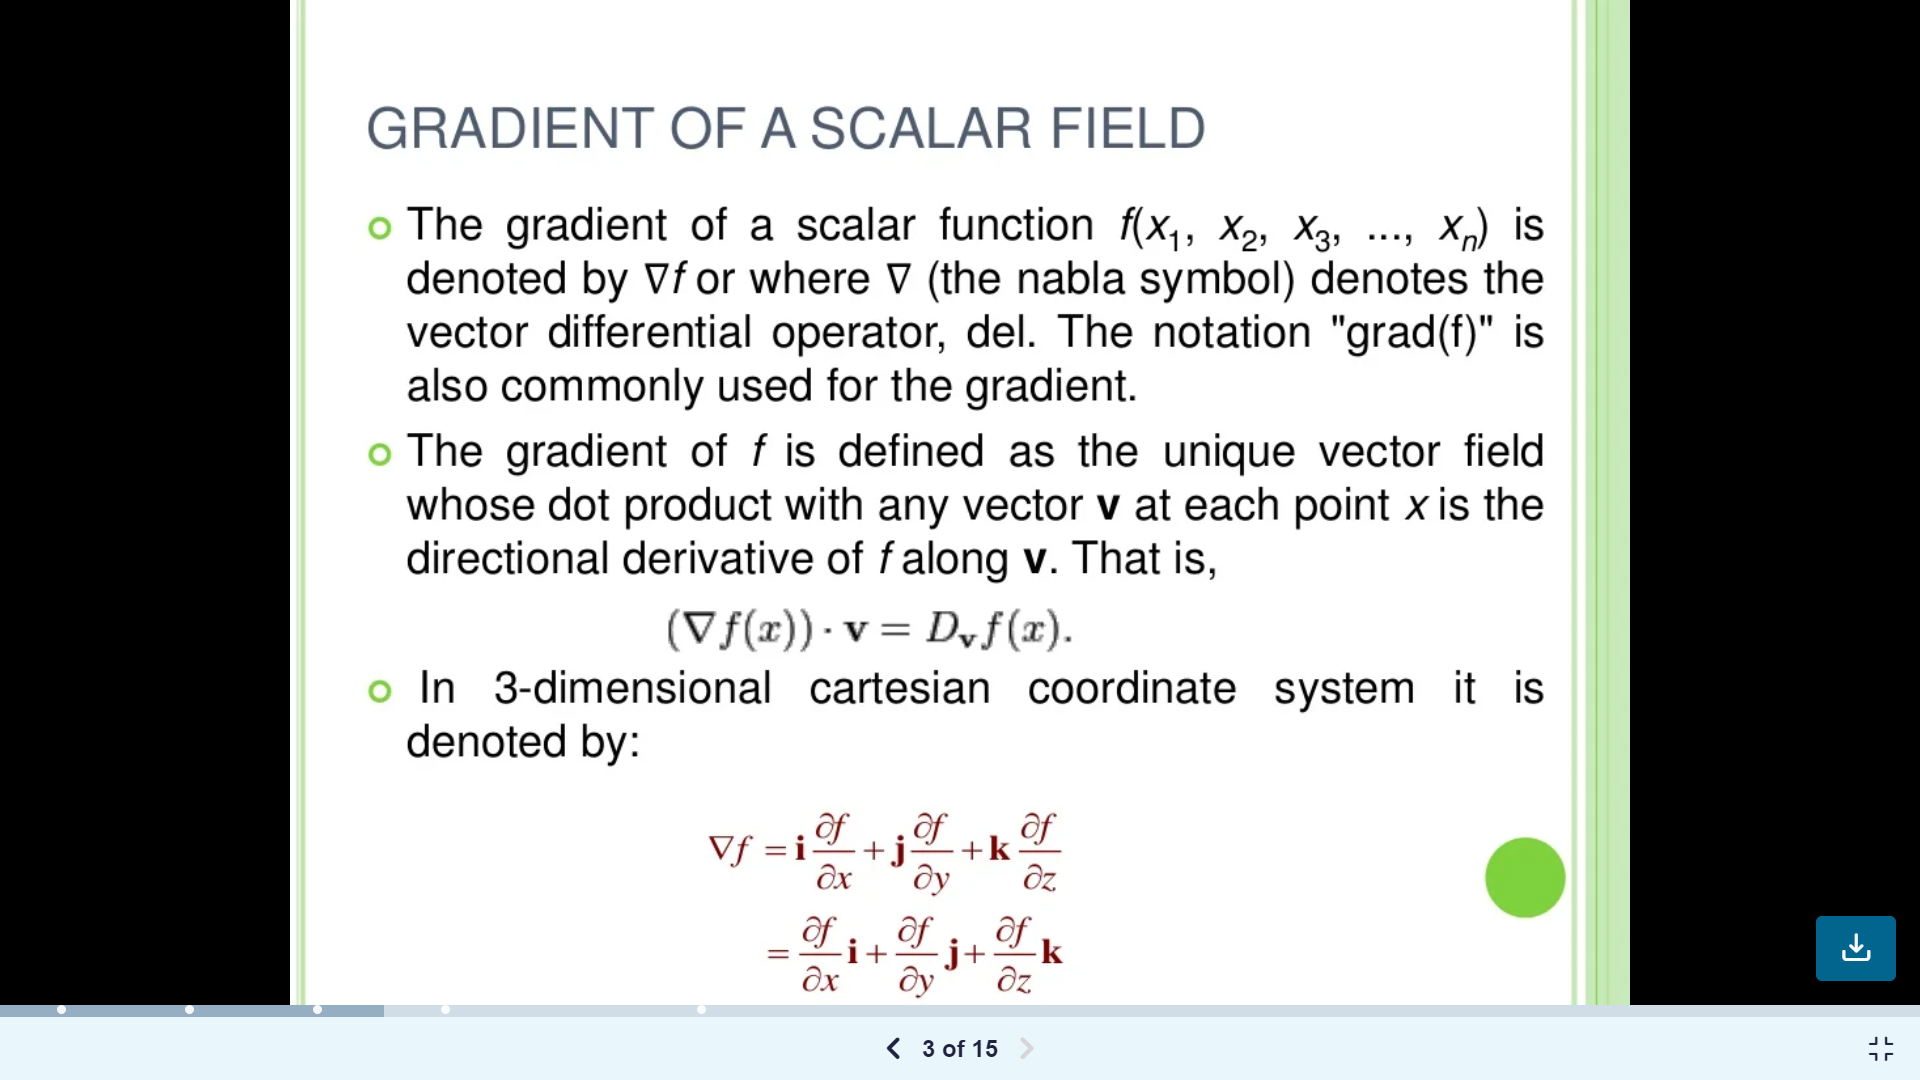 GRADIENT OF A SCALAR FIELD
The gradient of a scalar function f(x₁, x₂, x₃, ..., xₙ) is
denoted by ∇f or where ∇ (the nabla symbol) denotes the
vector differential operator, del. The notation "grad(f)" is
also commonly used for the gradient.
The gradient of f is defined as the unique vector field
whose dot product with any vector v at each point x is the
directional derivative of f along v. That is,
(∇f(x)) · v = Dᵥf(x).
In 3-dimensional cartesian coordinate system it is
denoted by:
∇f = i ∂f/∂x + j ∂f/∂y + k ∂f/∂z
= ∂f/∂x i + ∂f/∂y j + ∂f/∂z k
3 of 15